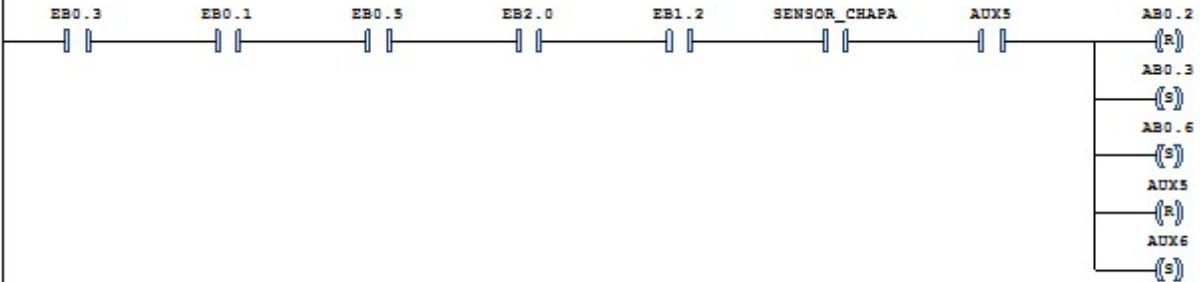 EB0.3 EB0.1 EB0.5 EB2.0 EB1.2 SENSOR_CHAPA AUX5 AB0.2
R
AB0.3
S
AB0.6
S
AUX5
R
AUX6
S